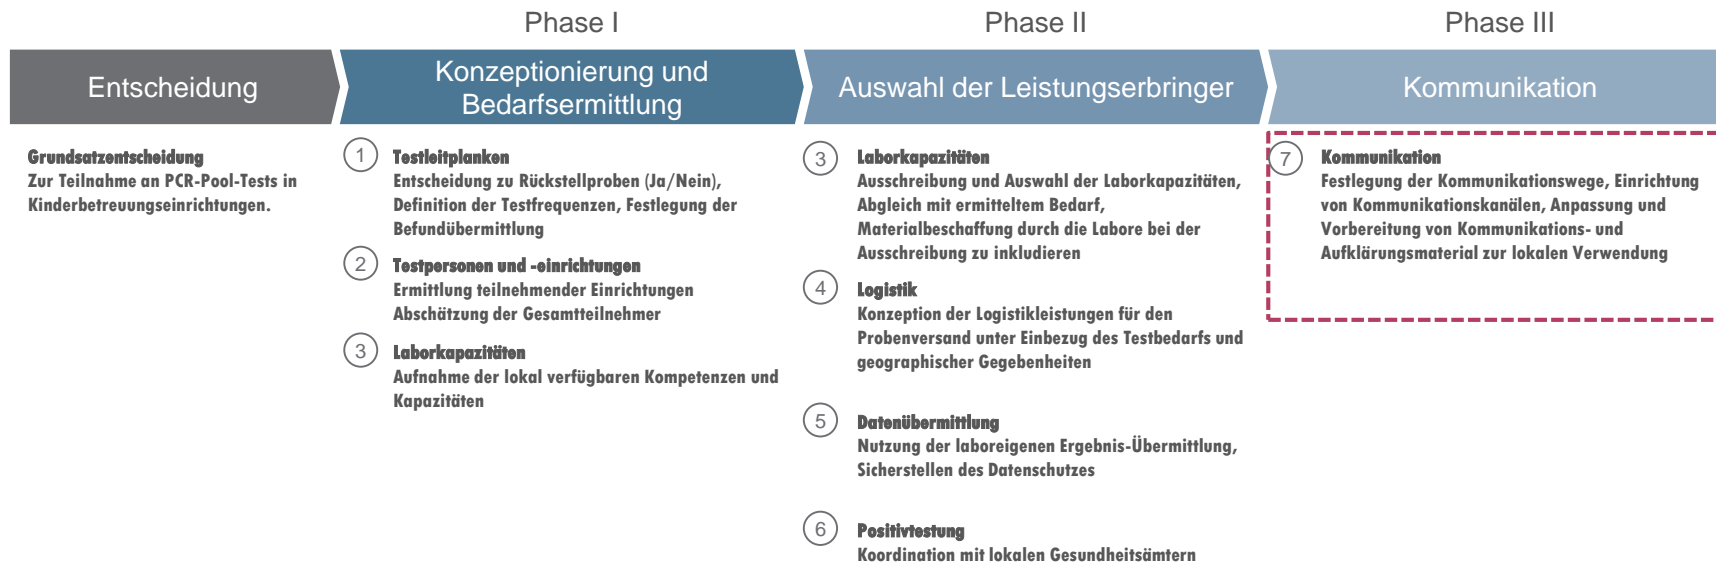 Phase I
Phase II
Phase III
Entscheidung
Konzeptionierung und
Bedarfsermittlung
Auswahl der Leistungserbringer
Kommunikation
Grundsatzentscheidung
Zur Teilnahme an PCR-Pool-Tests in
Kinderbetreuungseinrichtungen.
1
Testleitplanken
Entscheidung zu Rückstellproben (Ja/Nein),
Definition der Testfrequenzen, Festlegung der
Befundübermittlung
2
Testpersonen und -einrichtungen
Ermittlung teilnehmender Einrichtungen
Abschätzung der Gesamtteilnehmer
3
Laborkapazitäten
Aufnahme der lokal verfügbaren Kompetenzen und
Kapazitäten
3
Laborkapazitäten
Ausschreibung und Auswahl der Laborkapazitäten,
Abgleich mit ermitteltem Bedarf,
Materialbeschaffung durch die Labore bei der
Ausschreibung zu inkludieren
4
Logistik
Konzeption der Logistikleistungen für den
Probenversand unter Einbezug des Testbedarfs und
geographischer Gegebenheiten
5
Datenübermittlung
Nutzung der laboreigenen Ergebnis-Übermittlung,
Sicherstellen des Datenschutzes
6
Positivtestung
Koordination mit lokalen Gesundheitsämtern
7
Kommunikation
Festlegung der Kommunikationswege, Einrichtung
von Kommunikationskanälen, Anpassung und
Vorbereitung von Kommunikations- und
Aufklärungsmaterial zur lokalen Verwendung